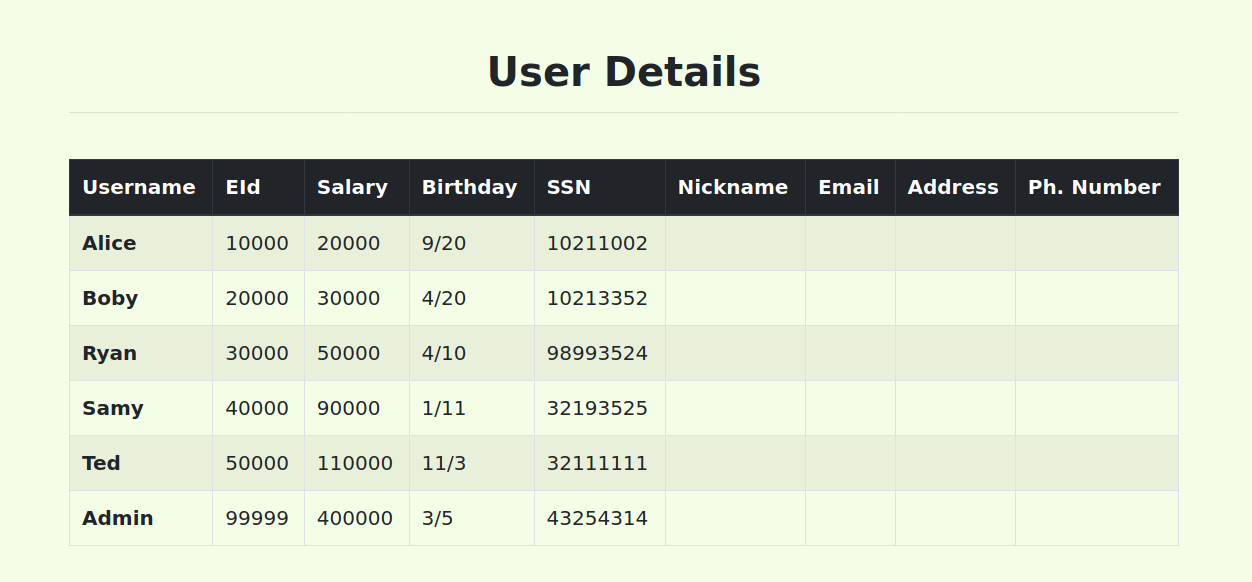 User Details
Username EId Salary Birthday SSN Nickname Email Address Ph. Number
Alice 10000 20000 9/20 10211002
Boby 20000 30000 4/20 10213352
Ryan 30000 50000 4/10 98993524
Samy 40000 90000 1/11 32193525
Ted 50000 110000 11/3 32111111
Admin 99999 400000 3/5 43254314